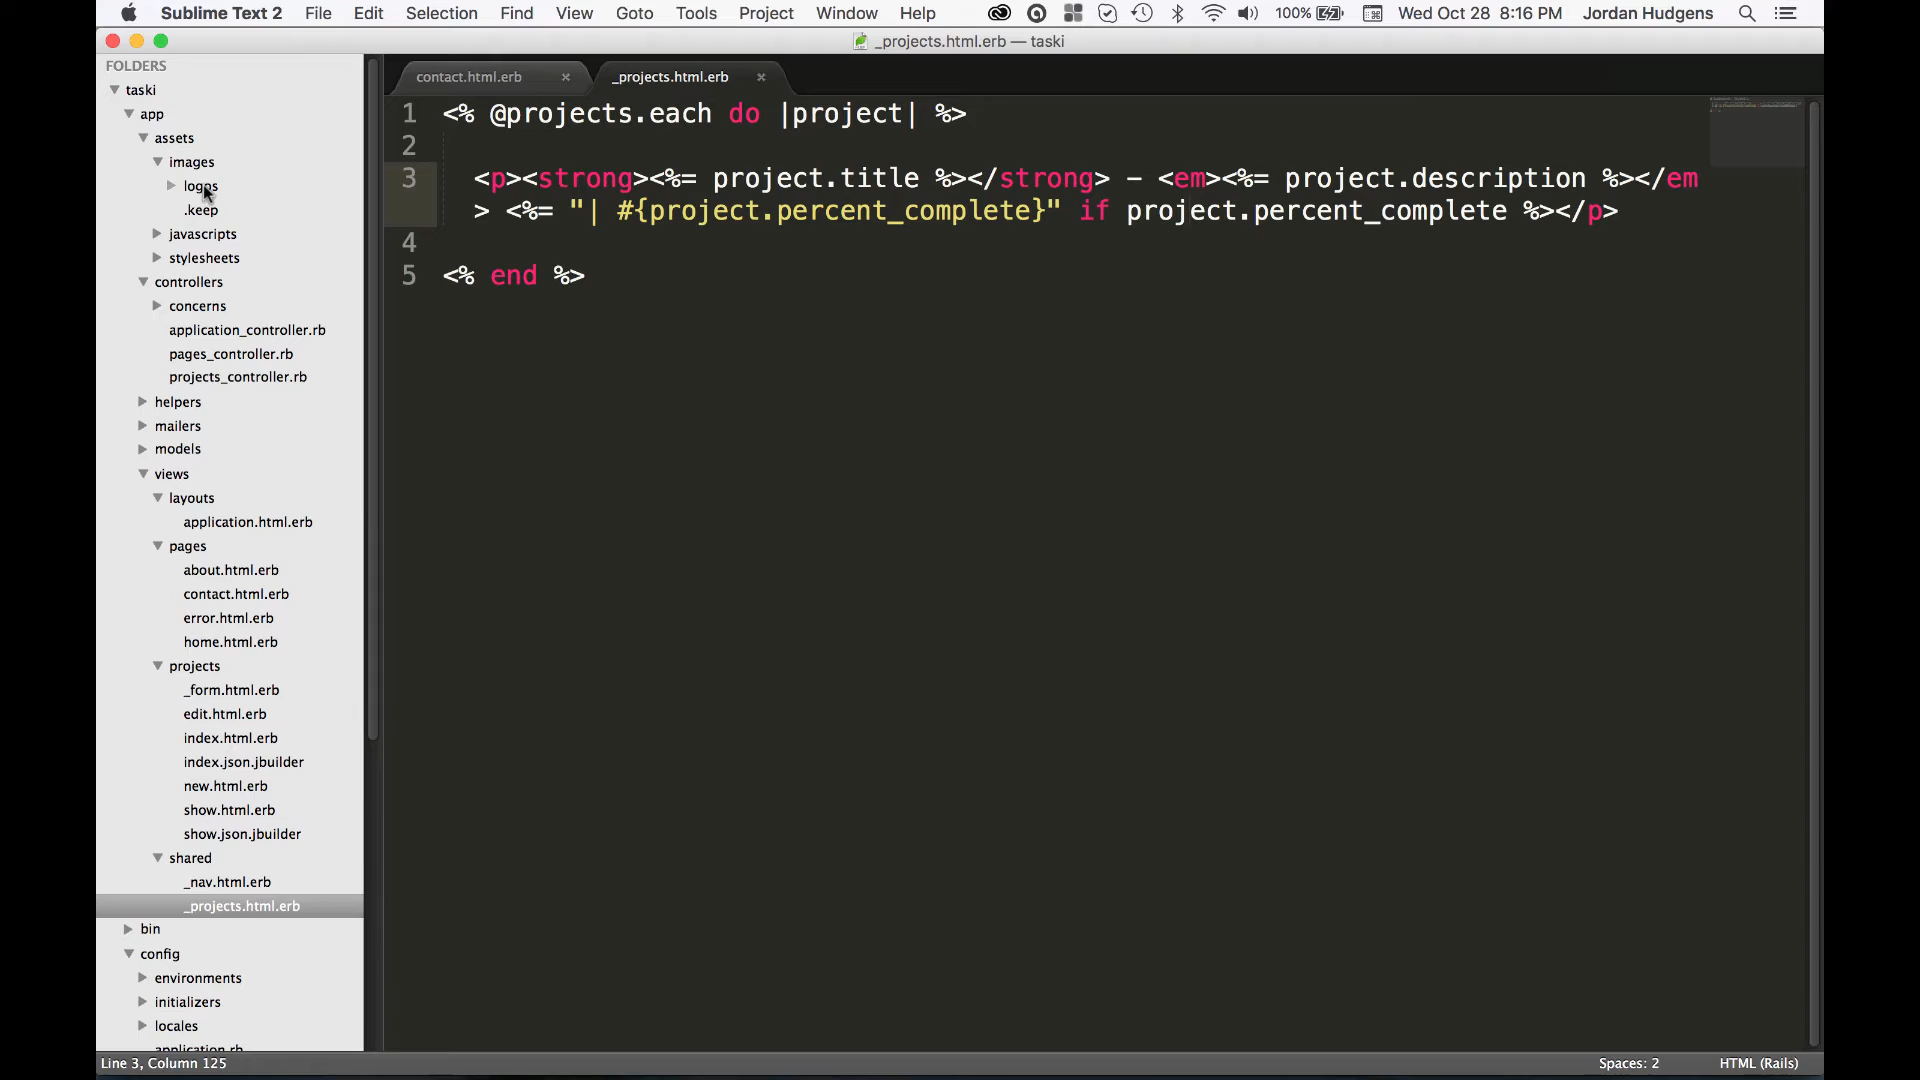 Sublime Text 2 File Edit Selection Find View Goto Tools Project Window Help 100% Wed Oct 28 8:16 PM Jordan Hudgens
_projects.html.erb — taski
FOLDERS
taski
app
assets
images
logos
.keep
javascripts
stylesheets
controllers
concerns
application_controller.rb
pages_controller.rb
projects_controller.rb
helpers
mailers
models
views
layouts
application.html.erb
pages
about.html.erb
contact.html.erb
error.html.erb
home.html.erb
projects
_form.html.erb
edit.html.erb
index.html.erb
index.json.jbuilder
new.html.erb
show.html.erb
show.json.jbuilder
shared
_nav.html.erb
_projects.html.erb
bin
config
environments
initializers
locales
application.rb
contact.html.erb × _projects.html.erb ×
1 <% @projects.each do |project| %>
2
3 <p><strong><%= project.title %></strong> - <em><%= project.description %></em
> <%= "| #{project.percent_complete}" if project.percent_complete %></p>
4
5 <% end %>
Line 3, Column 125 Spaces: 2 HTML (Rails)